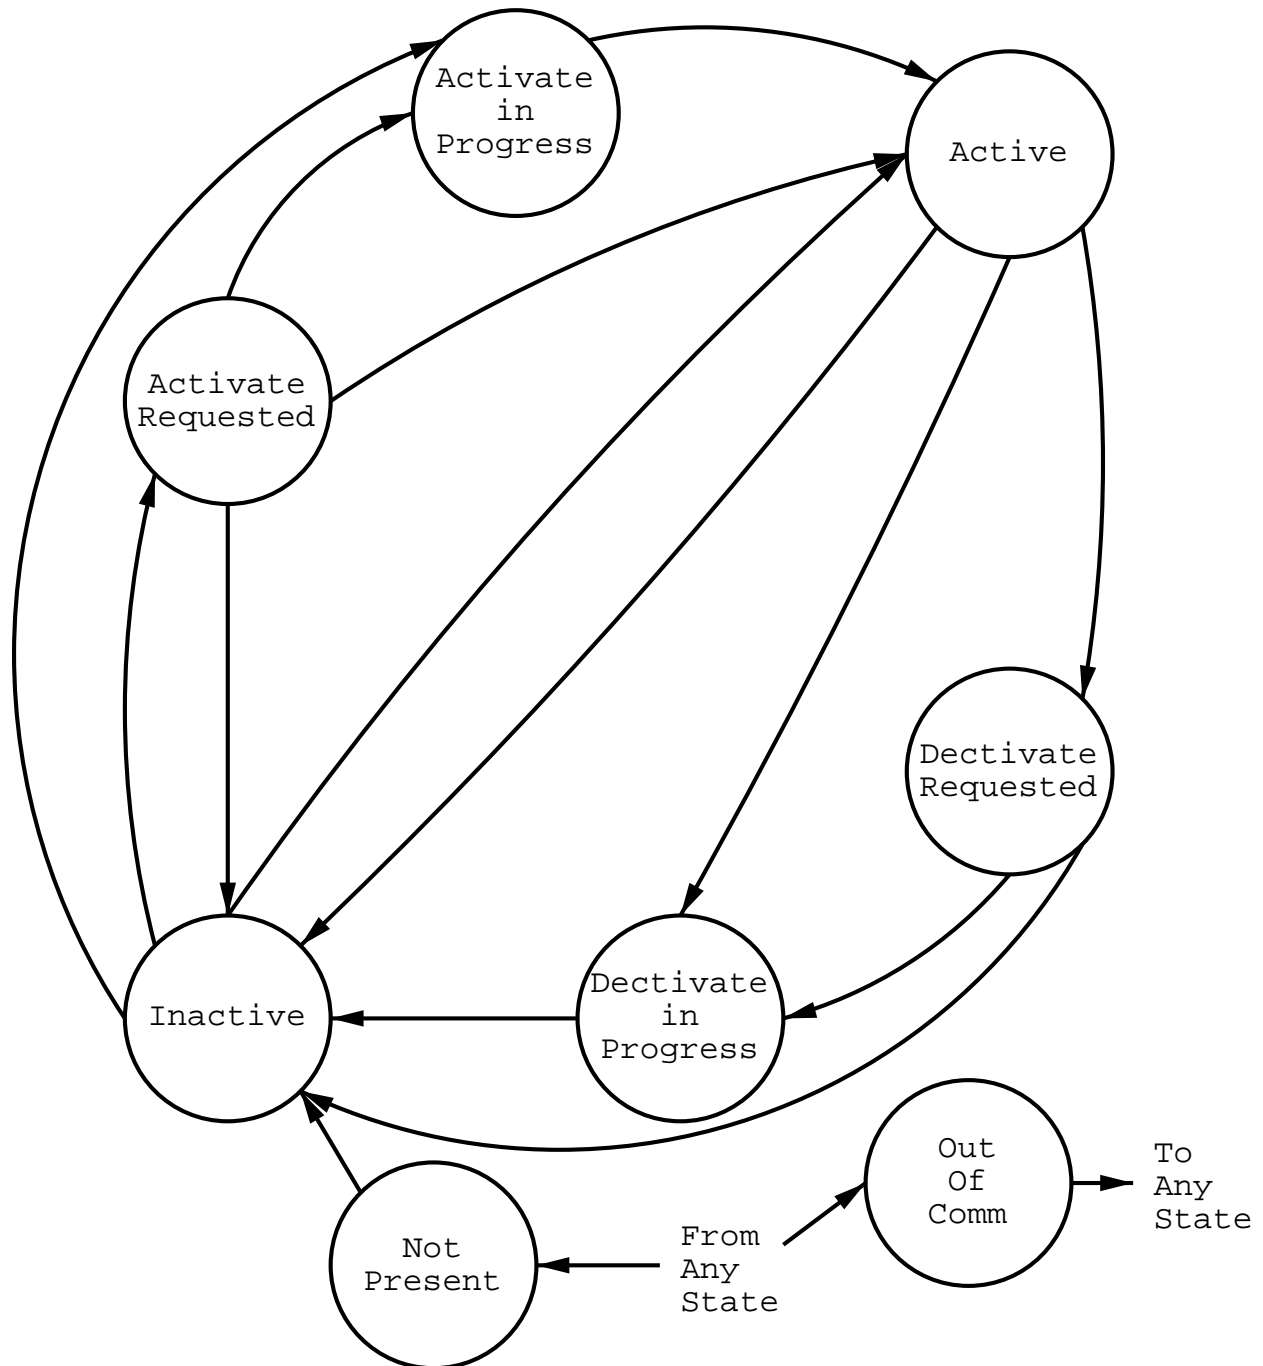 Activate
in
Progress
Active
Activate
Requested
Dectivate
Requested
Inactive
Dectivate
in
Progress
Out
Of
Comm
To
Any
State
Not
Present
From
Any
State